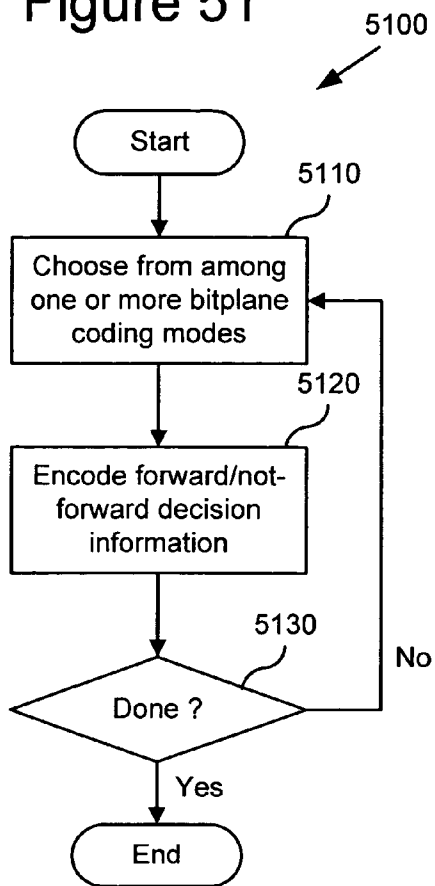 Figure 51
5100
Start
5110
Choose from among
one or more bitplane
coding modes
5120
Encode forward/not-
forward decision
information
5130
Done ?
No
Yes
End